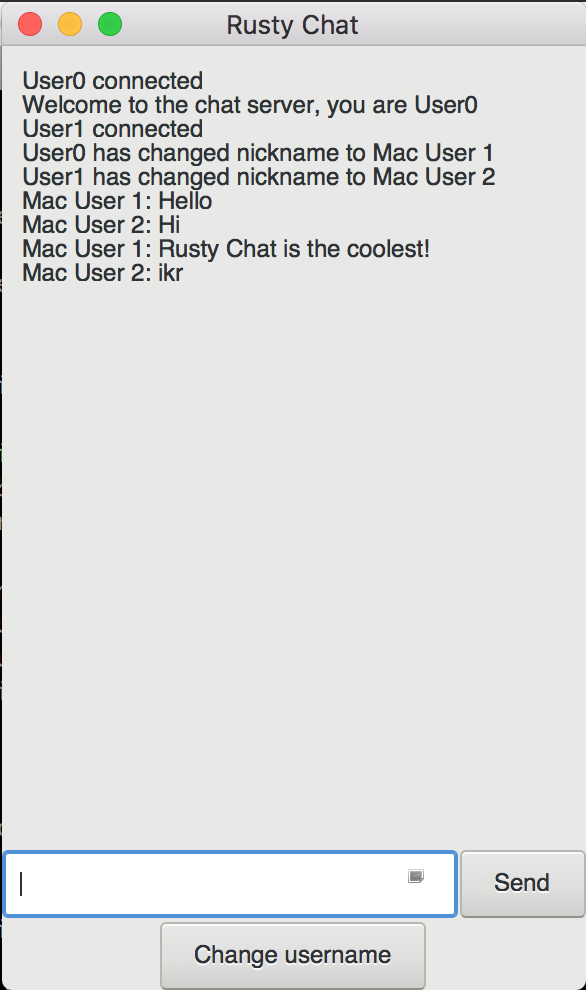 Rusty Chat
User0 connected
Welcome to the chat server, you are User0
User1 connected
User0 has changed nickname to Mac User 1
User1 has changed nickname to Mac User 2
Mac User 1: Hello
Mac User 2: Hi
Mac User 1: Rusty Chat is the coolest!
Mac User 2: ikr
Send
Change username